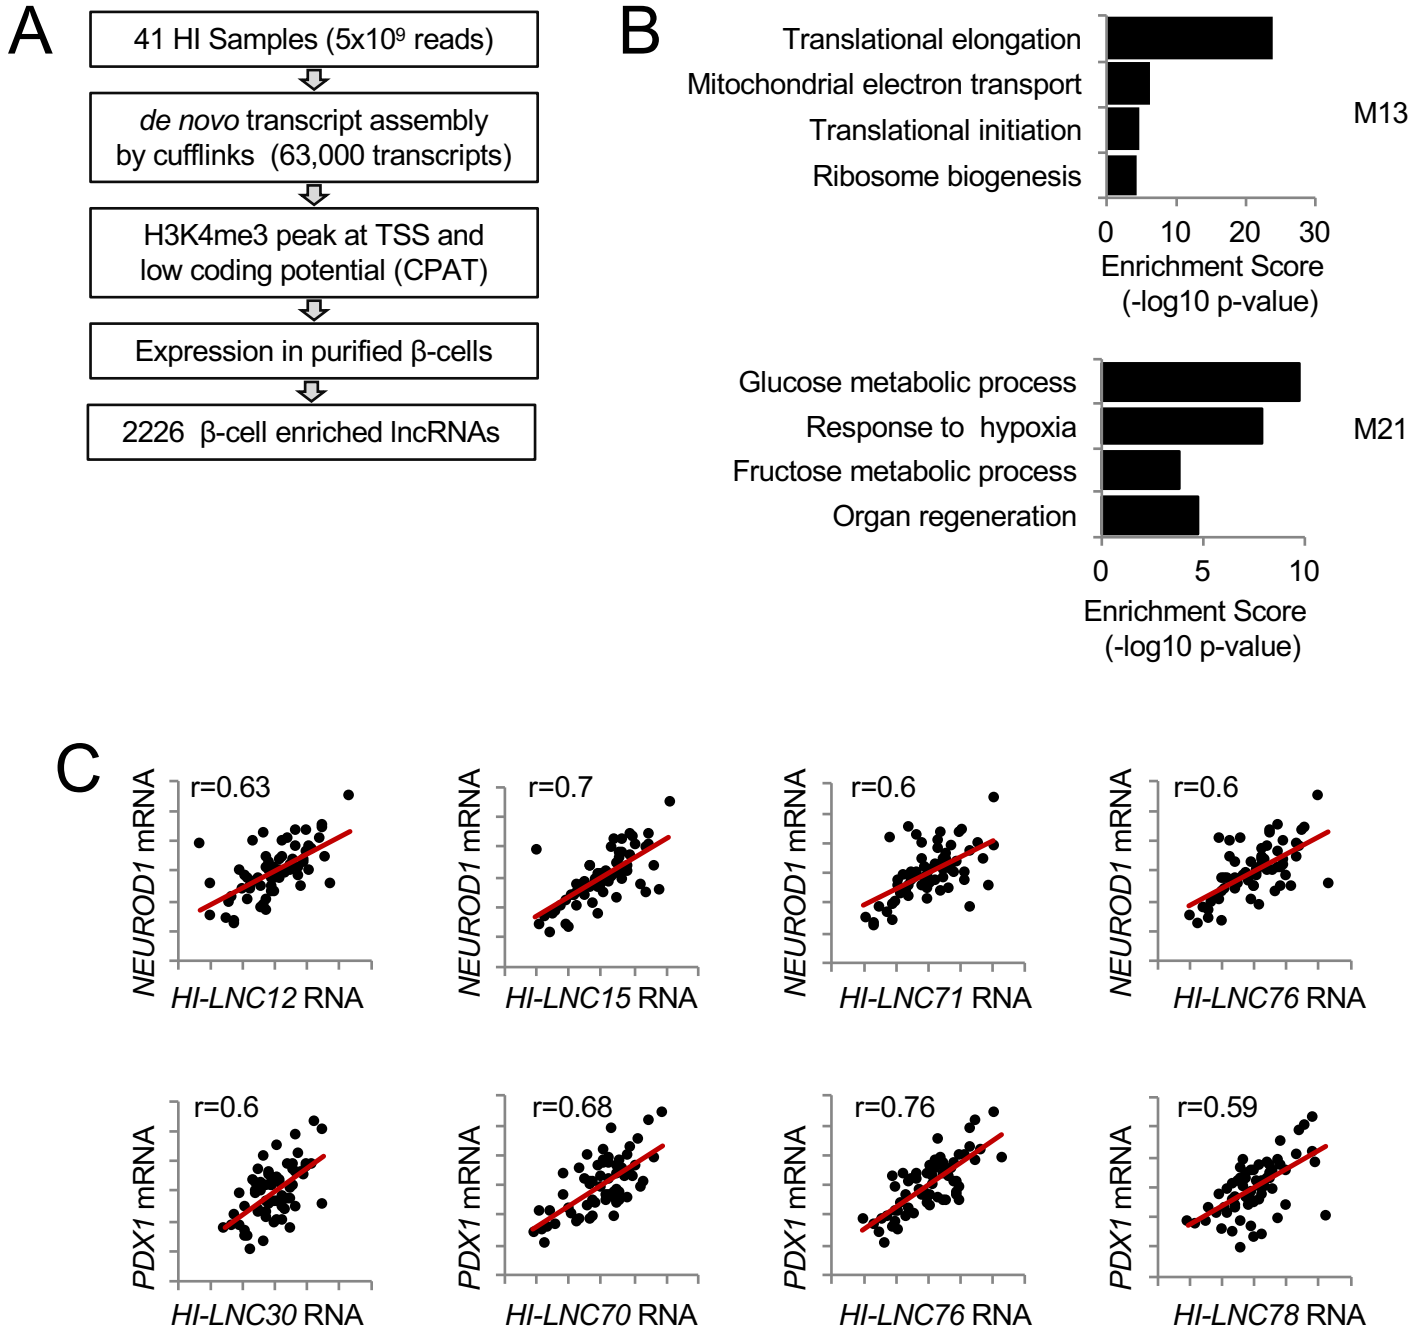 A
41 HI Samples (5x10⁹ reads)
de novo transcript assembly
by cufflinks (63,000 transcripts)
H3K4me3 peak at TSS and
low coding potential (CPAT)
Expression in purified β-cells
2226 β-cell enriched lncRNAs
B
Translational elongation
Mitochondrial electron transport
Translational initiation
Ribosome biogenesis
M13
0 10 20 30
Enrichment Score
(-log10 p-value)
Glucose metabolic process
Response to hypoxia
Fructose metabolic process
Organ regeneration
M21
0 5 10
Enrichment Score
(-log10 p-value)
C
NEUROD1 mRNA
r=0.63
HI-LNC12 RNA
NEUROD1 mRNA
r=0.7
HI-LNC15 RNA
NEUROD1 mRNA
r=0.6
HI-LNC71 RNA
NEUROD1 mRNA
r=0.6
HI-LNC76 RNA
PDX1 mRNA
r=0.6
HI-LNC30 RNA
PDX1 mRNA
r=0.68
HI-LNC70 RNA
PDX1 mRNA
r=0.76
HI-LNC76 RNA
PDX1 mRNA
r=0.59
HI-LNC78 RNA